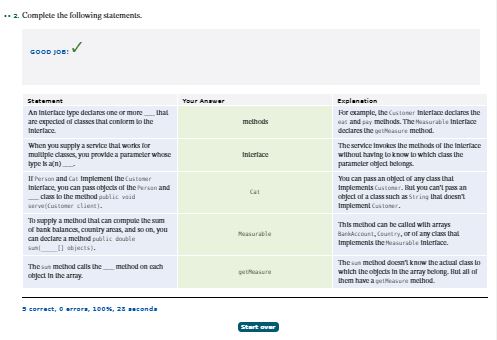 •• 2. Complete the following statements.
GOOD JOB! ✓
Statement Your Answer Explanation
An interface type declares one or more ___ that
are expected of classes that conform to the
interface.
methods
For example, the Customer interface declares the
eat and pay methods. The Measurable interface
declares the getMeasure method.
When you supply a service that works for
multiple classes, you provide a parameter whose
type is a(n) ___.
interface
The service invokes the methods of the interface
without having to know to which class the
parameter object belongs.
If Person and Cat implement the Customer
interface, you can pass objects of the Person and
___ class to the method public void
serve(Customer client).
Cat
You can pass an object of any class that
implements Customer. But you can't pass an
object of a class such as String that doesn't
implement Customer.
To supply a method that can compute the sum
of bank balances, country areas, and so on, you
can declare a method public double
sum(_____[] objects).
Measurable
This method can be called with arrays
BankAccount, Country, or of any class that
implements the Measurable interface.
The sum method calls the ___ method on each
object in the array.
getMeasure
The sum method doesn't know the actual class to
which the objects in the array belong. But all of
them have a getMeasure method.
5 correct, 0 errors, 100%, 28 seconds
Start over